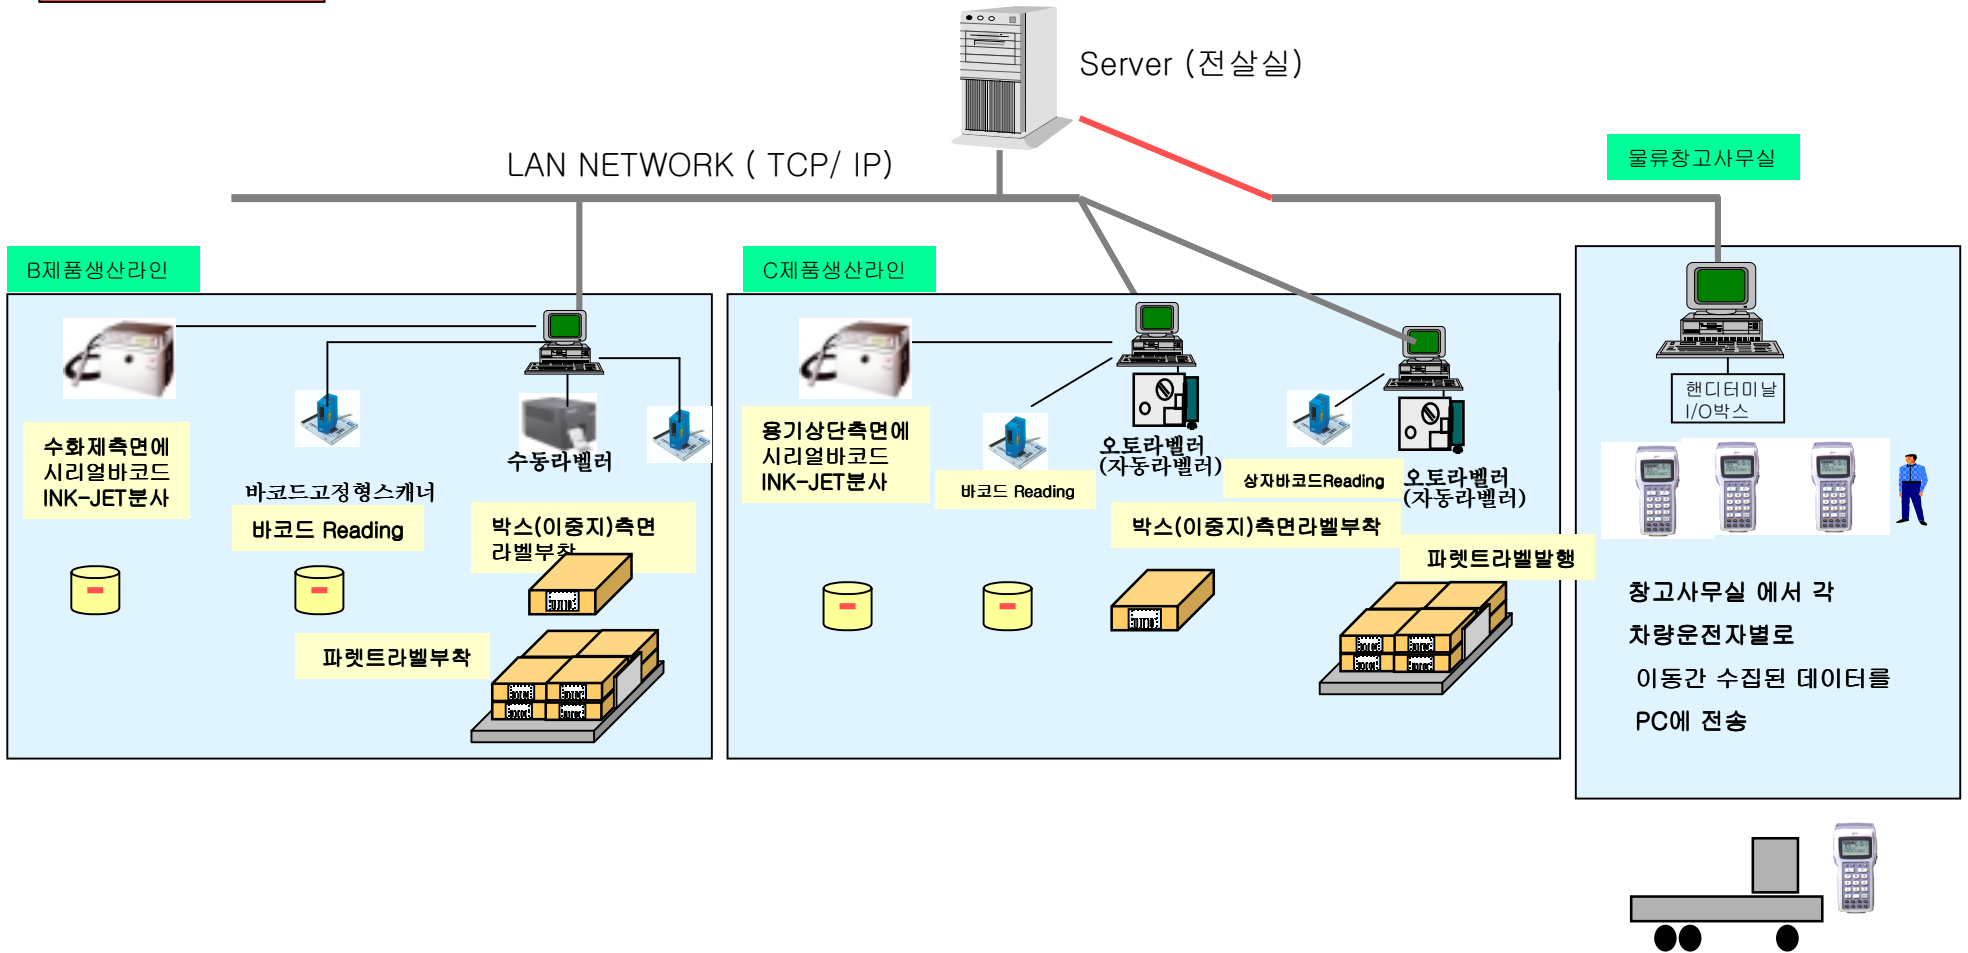 Server (전살실)
LAN NETWORK ( TCP/ IP)
물류창고사무실
B제품생산라인
C제품생산라인
수화제측면에
시리얼바코드
INK-JET분사
바코드고정형스캐너
바코드 Reading
수동라벨러
박스(이중지)측면
라벨부착
파렛트라벨부착
용기상단측면에
시리얼바코드
INK-JET분사
바코드 Reading
오토라벨러
(자동라벨러)
상자바코드Reading
오토라벨러
(자동라벨러)
박스(이중지)측면라벨부착
파렛트라벨발행
핸디터미날
I/O박스
창고사무실 에서 각
차량운전자별로
이동간 수집된 데이터를
PC에 전송